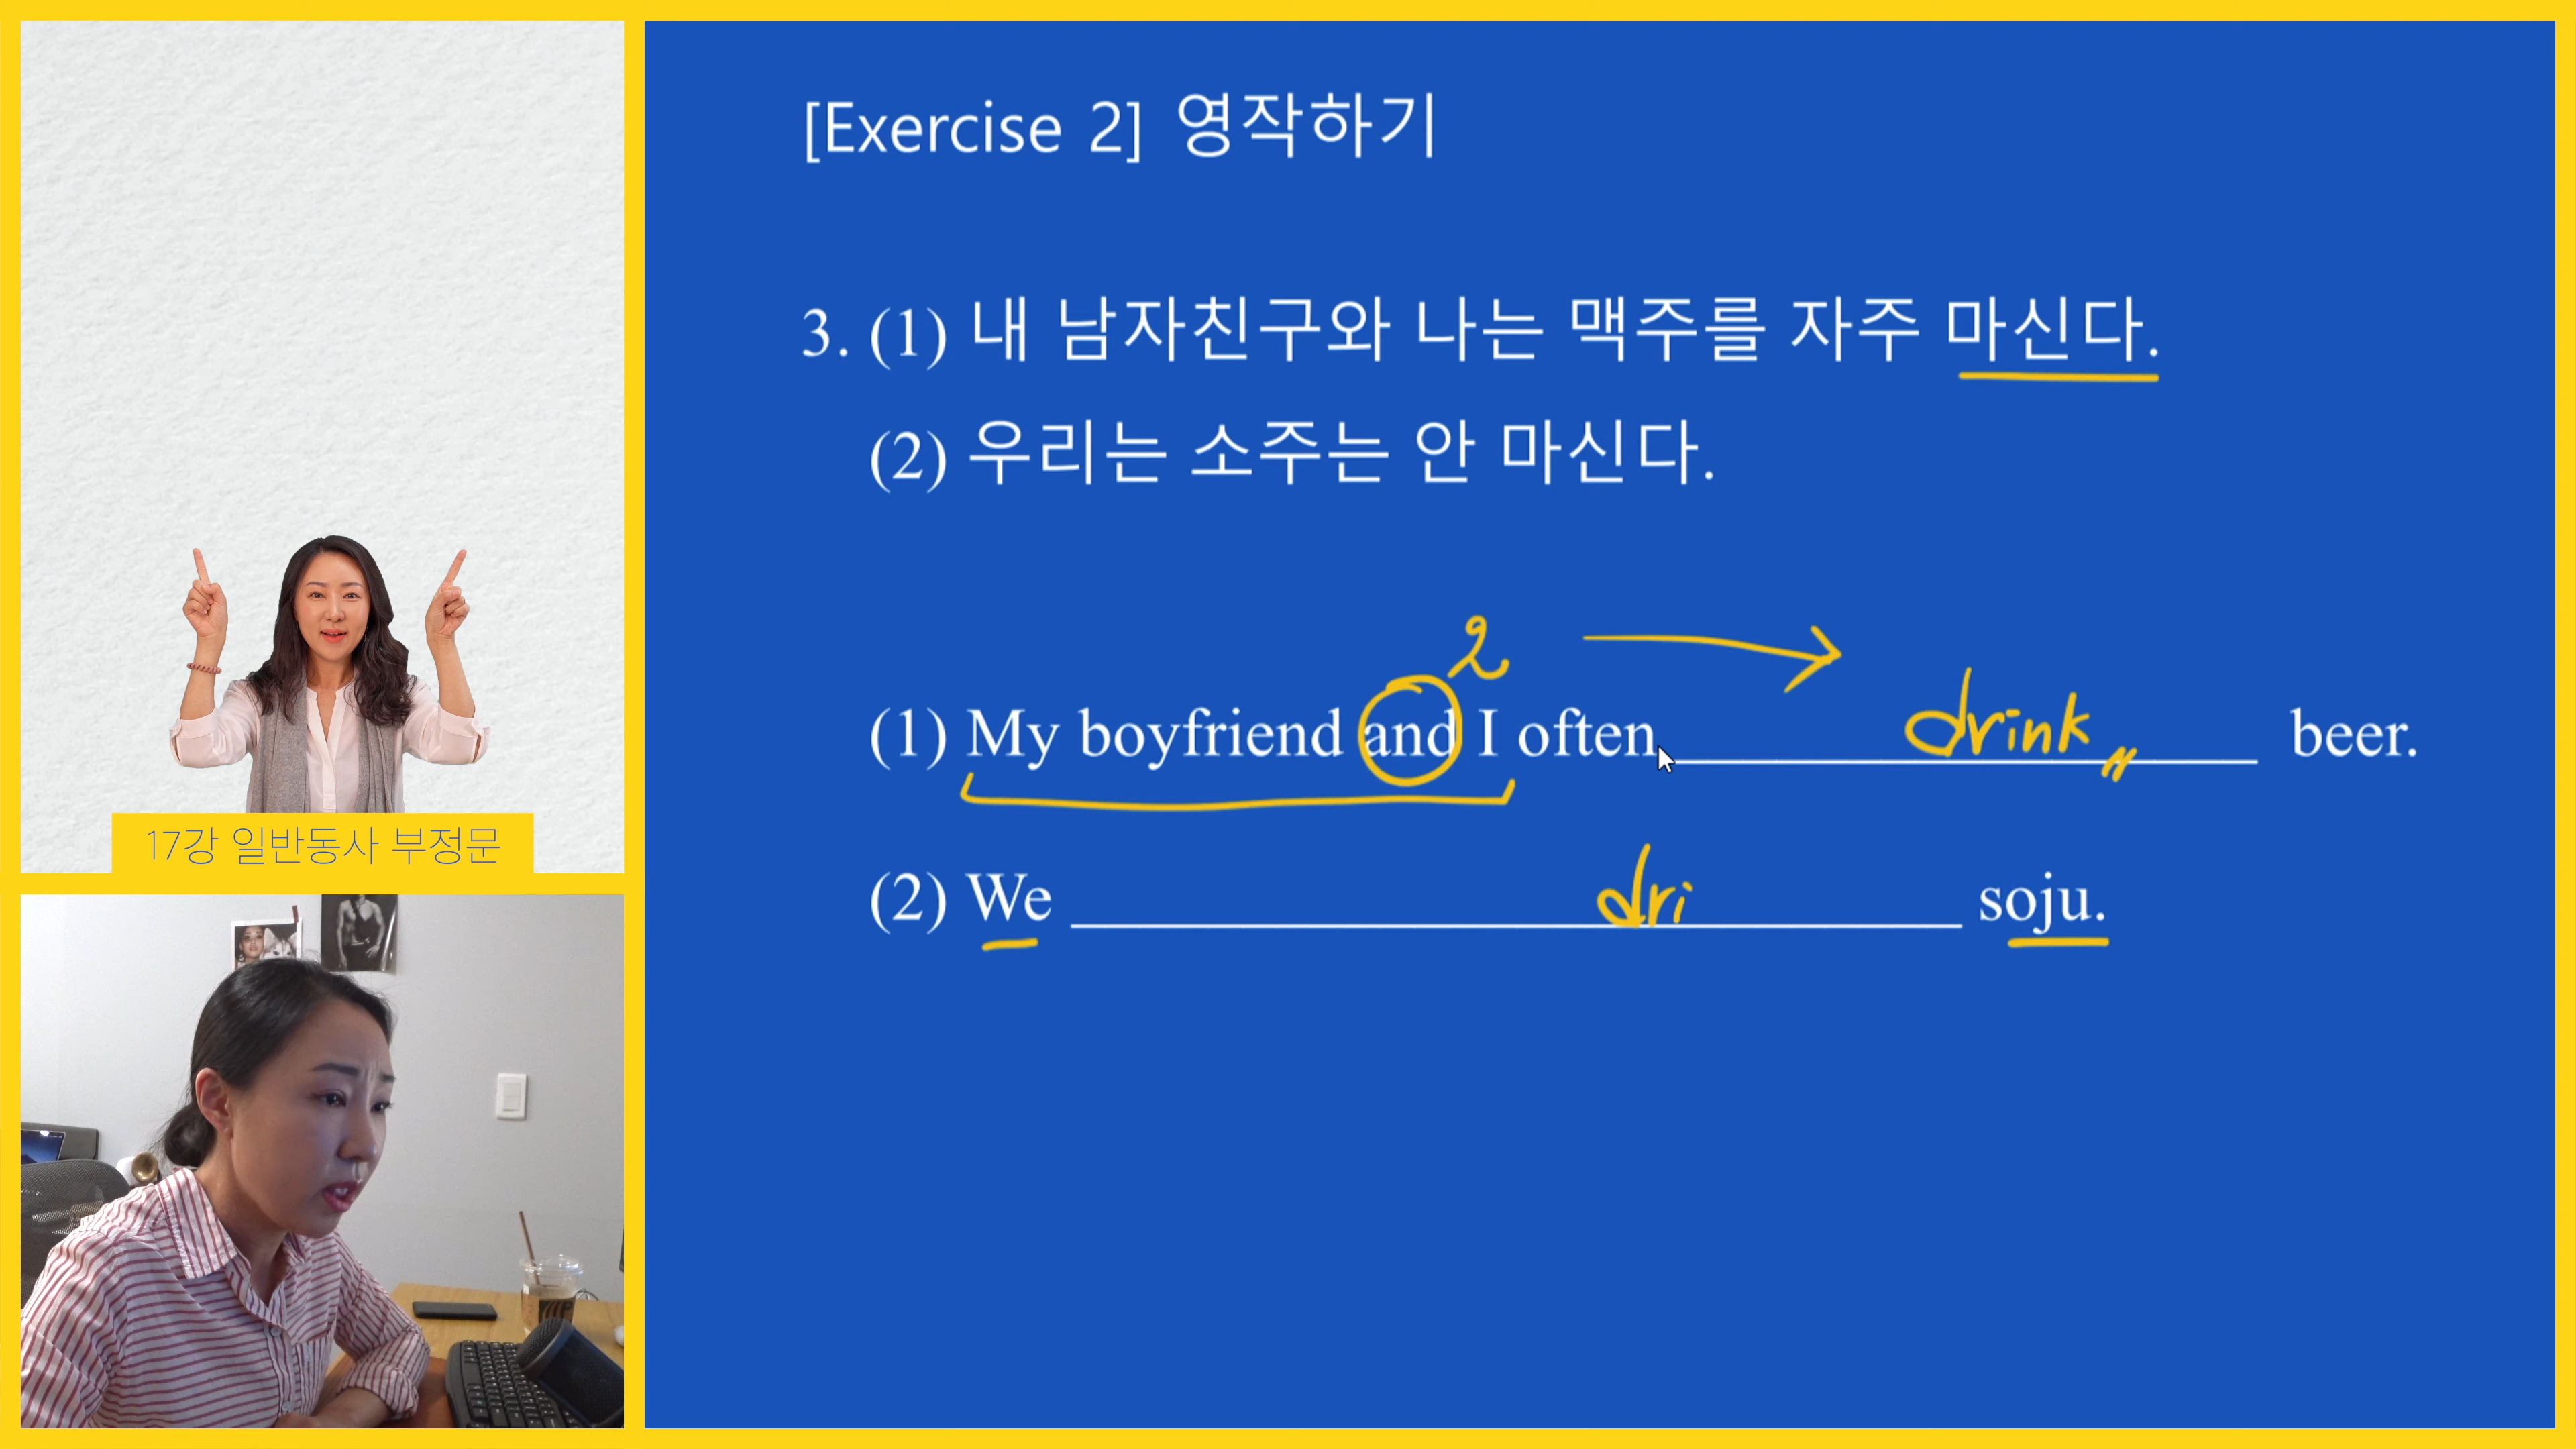 [Exercise 2] 영작하기
3. (1) 내 남자친구와 나는 맥주를 자주 마신다.
(2) 우리는 소주는 안 마신다.
2
(1) My boyfriend and I often drink beer.
(2) We dri soju.
17강 일반동사 부정문